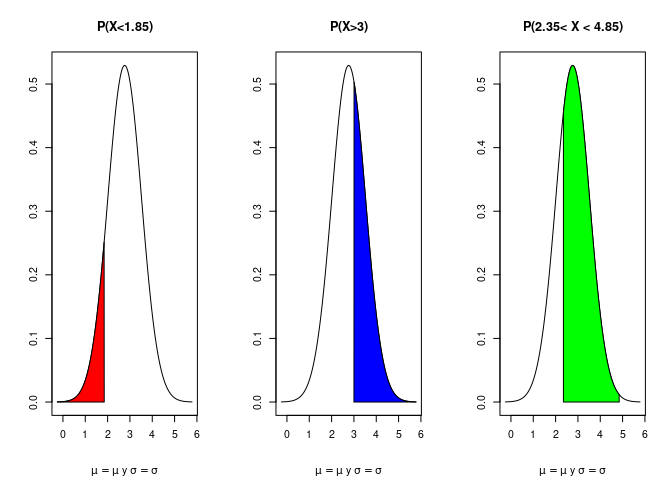 P(X<1.85) P(X>3) P(2.35< X < 4.85)
0.5 0.5 0.5
0.4 0.4 0.4
0.3 0.3 0.3
0.2 0.2 0.2
0.1 0.1 0.1
0.0 0.0 0.0
0 1 2 3 4 5 6 0 1 2 3 4 5 6 0 1 2 3 4 5 6
μ = μ y σ = σ μ = μ y σ = σ μ = μ y σ = σ